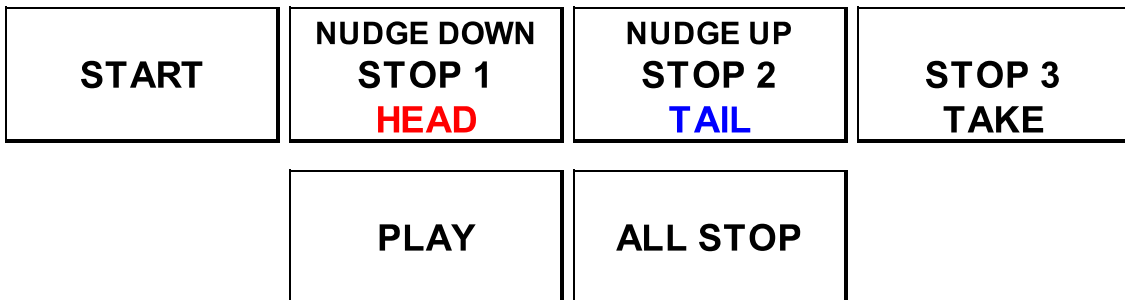 START
NUDGE DOWN
STOP 1
HEAD
NUDGE UP
STOP 2
TAIL
STOP 3
TAKE
PLAY
ALL STOP